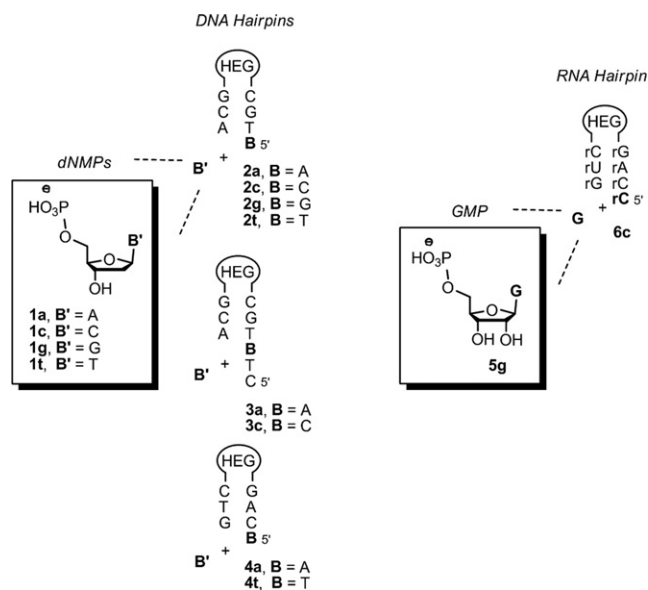 DNA Hairpins
HEG
G C
C G
A T
B 5'
dNMPs
B' +
2a, B = A
2c, B = C
2g, B = G
2t, B = T
⊖
HO₃P
O
B'
O
OH
1a, B' = A
1c, B' = C
1g, B' = G
1t, B' = T
HEG
G C
C G
A T
B' + B
T
C 5'
3a, B = A
3c, B = C
HEG
C G
T A
G C
B 5'
B' +
4a, B = A
4t, B = T
RNA Hairpin
HEG
rC rG
rU rA
rG rC
+ rC 5'
GMP
G 6c
⊖
HO₃P
O
G
O
OH OH
5g